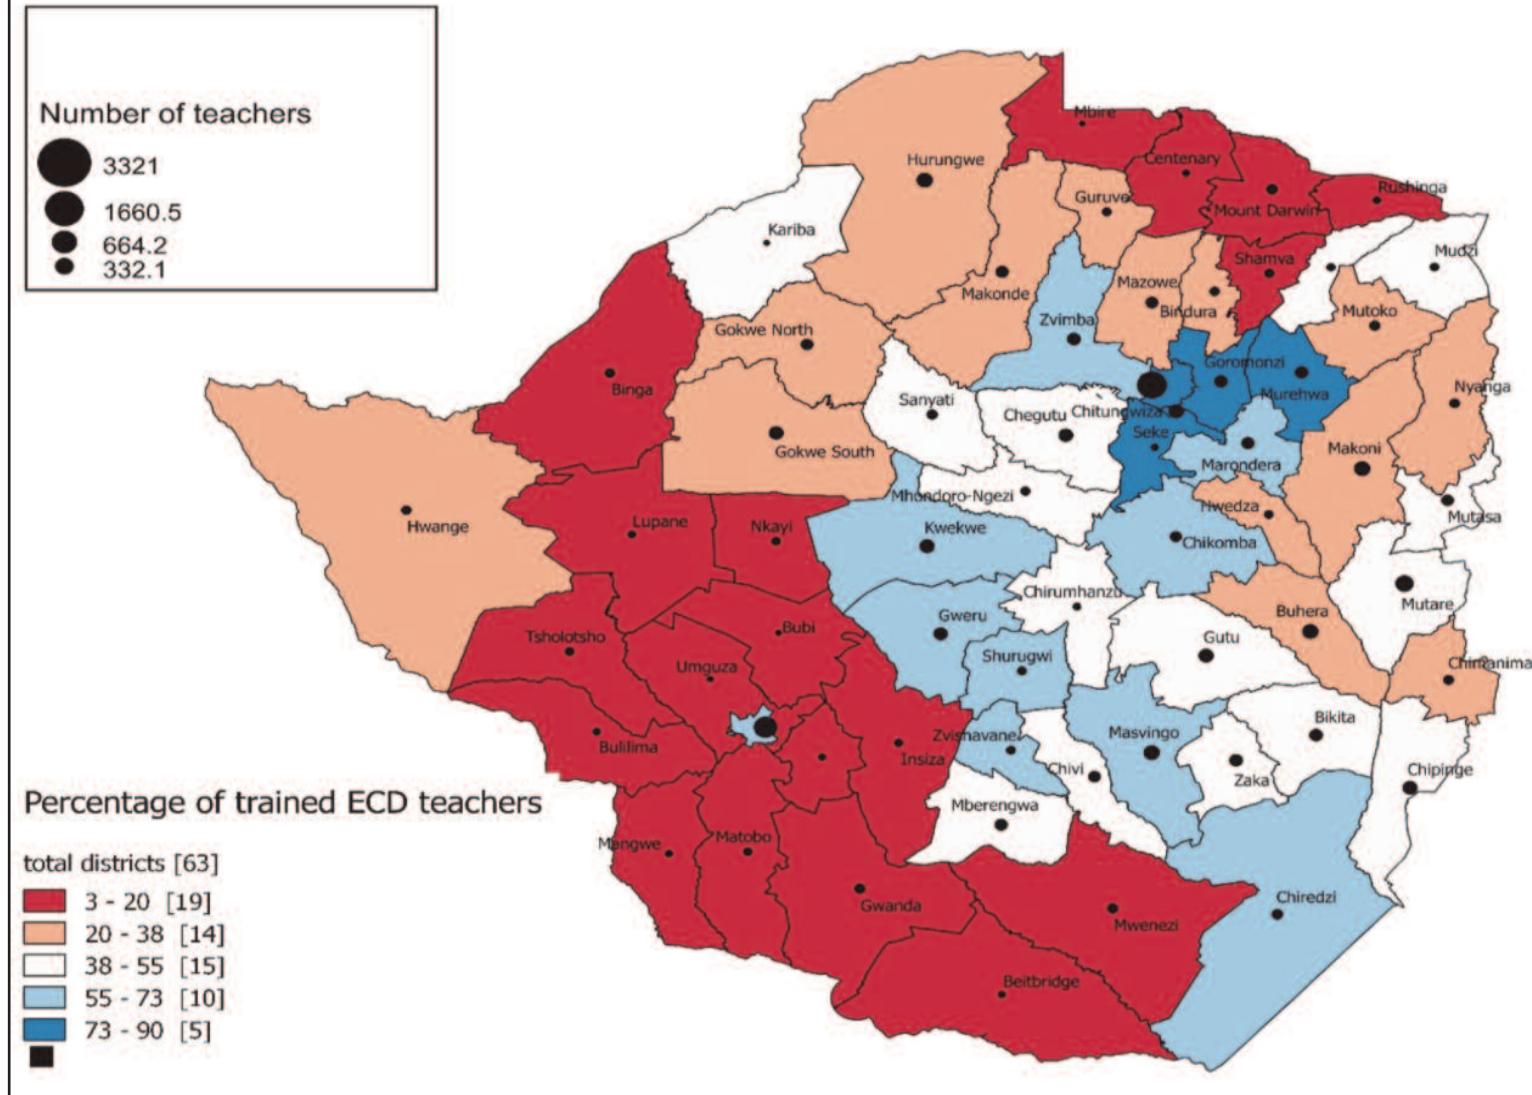 Number of teachers
3321
1660.5
664.2
332.1
Mbire
Centenary
Hurungwe
Rushinga
Guruve
Mount Darwin
Kariba
Shamva
Mudzi
Makonde
Mazowe
Bindura
Mutoko
Zvimba
Gokwe North
Goromonzi
Binga
Murehwa
Nyanga
Sanyati
Chegutu
Chitungwiza
Seke
Gokwe South
Makoni
Marondera
Mhondoro-Ngezi
Nwedza
Mutasa
Hwange
Lupane
Nkayi
Kwekwe
Chikomba
Chirumhanzu
Mutare
Buhera
Gweru
Tsholotsho
Bubi
Gutu
Shurugwi
Umguza
Chimanima
Bikita
Zvishavane
Masvingo
Bulilima
Insiza
Chivi
Zaka
Chipinge
Mberengwa
Mangwe
Matobo
Gwanda
Chiredzi
Mwenezi
Beitbridge
Percentage of trained ECD teachers
total districts [63]
3 - 20 [19]
20 - 38 [14]
38 - 55 [15]
55 - 73 [10]
73 - 90 [5]